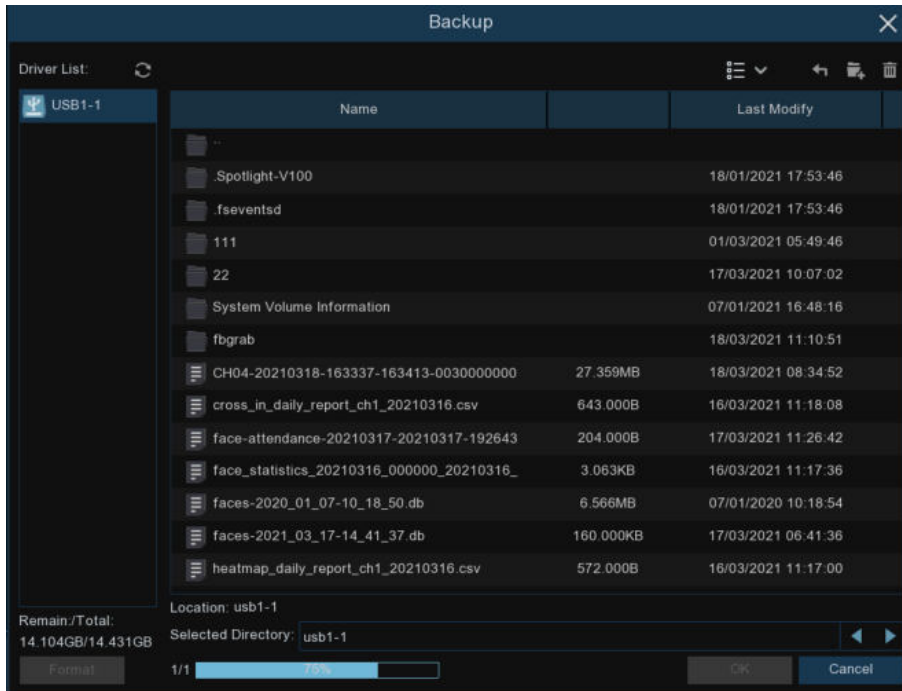 Backup
Driver List:
USB1-1
Name Last Modify
..
.Spotlight-V100 18/01/2021 17:53:46
.fseventsd 18/01/2021 17:53:46
111 01/03/2021 05:49:46
22 17/03/2021 10:07:02
System Volume Information 07/01/2021 16:48:16
fbgrab 18/03/2021 11:10:51
CH04-20210318-163337-163413-0030000000 27.359MB 18/03/2021 08:34:52
cross_in_daily_report_ch1_20210316.csv 643.000B 16/03/2021 11:18:08
face-attendance-20210317-20210317-192643 204.000B 17/03/2021 11:26:42
face_statistics_20210316_000000_20210316_ 3.063KB 16/03/2021 11:17:36
faces-2020_01_07-10_18_50.db 6.566MB 07/01/2020 10:18:54
faces-2021_03_17-14_41_37.db 160.000KB 17/03/2021 06:41:36
heatmap_daily_report_ch1_20210316.csv 572.000B 16/03/2021 11:17:00
Location: usb1-1
Remain:/Total:
14.104GB/14.431GB
Selected Directory: usb1-1
Format
1/1 75% OK Cancel